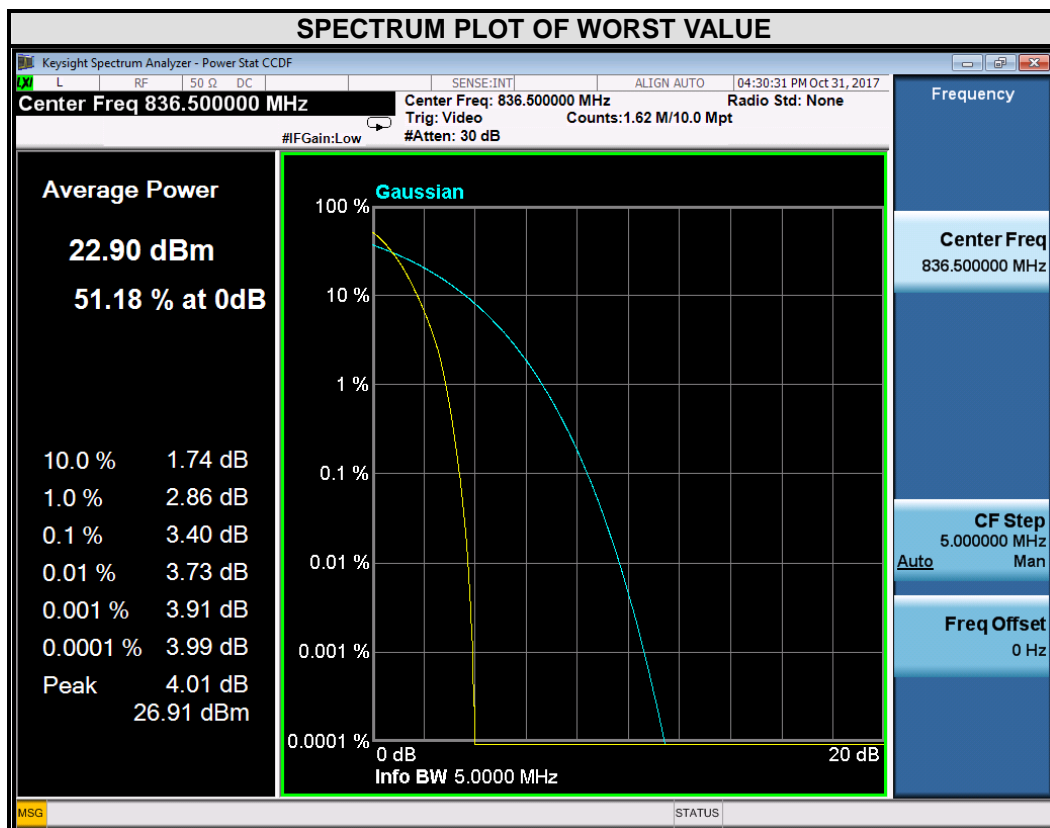 SPECTRUM PLOT OF WORST VALUE
Keysight Spectrum Analyzer - Power Stat CCDF
LXI L RF 50 Ω DC SENSE:INT ALIGN AUTO 04:30:31 PM Oct 31, 2017
Center Freq 836.500000 MHz
Center Freq: 836.500000 MHz Radio Std: None
Trig: Video Counts:1.62 M/10.0 Mpt
#IFGain:Low #Atten: 30 dB
Average Power
22.90 dBm
51.18 % at 0dB
10.0 % 1.74 dB
1.0 % 2.86 dB
0.1 % 3.40 dB
0.01 % 3.73 dB
0.001 % 3.91 dB
0.0001 % 3.99 dB
Peak 4.01 dB
26.91 dBm
Gaussian
100 %
10 %
1 %
0.1 %
0.01 %
0.001 %
0.0001 %
0 dB 20 dB
Info BW 5.0000 MHz
Frequency
Center Freq
836.500000 MHz
CF Step
5.000000 MHz
Auto Man
Freq Offset
0 Hz
MSG STATUS